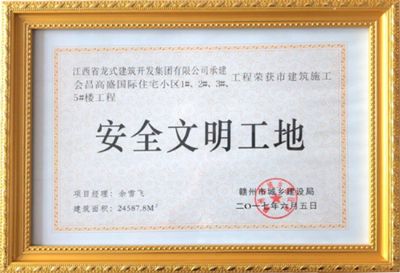 江西省龙式建筑开发集团有限公司承建
会昌高盛国际住宅小区1#、2#、3#、工程荣获市建筑施工
5#楼工程
安全文明工地
项目经理：余雪飞
建筑面积：24587.8M²
赣州市城乡建设局
二〇一七年六月五日